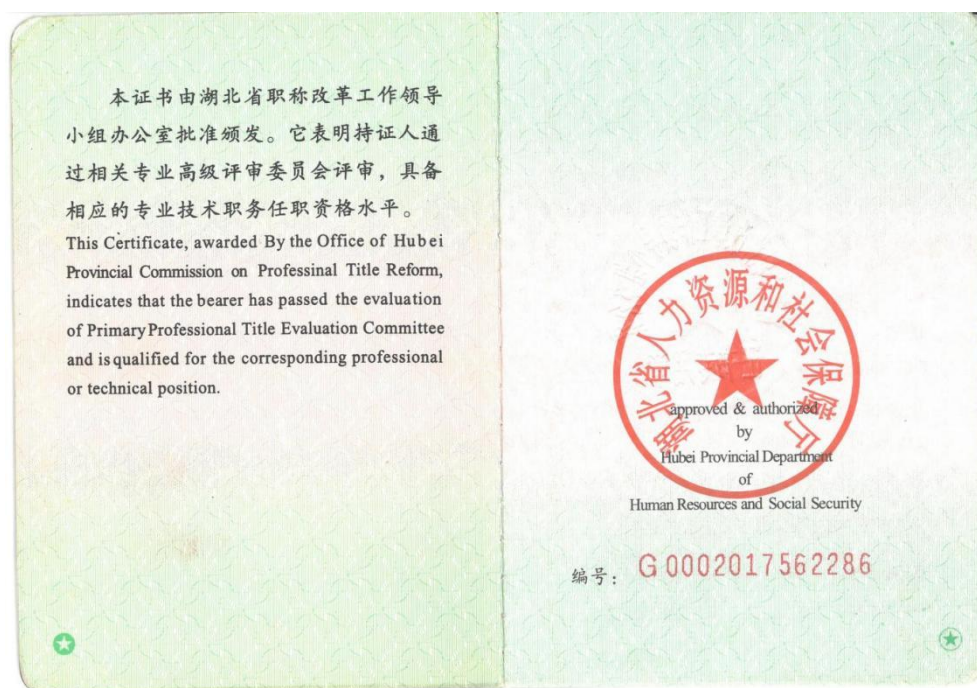 本证书由湖北省职称改革工作领导
小组办公室批准颁发。它表明持证人通
过相关专业高级评审委员会评审，具备
相应的专业技术职务任职资格水平。
This Certificate, awarded By the Office of Hubei
Provincial Commission on Professinal Title Reform,
indicates that the bearer has passed the evaluation
of Primary Professional Title Evaluation Committee
and is qualified for the corresponding professional
or technical position.
湖北省人力资源和社会保障厅
approved & authorized
by
Hubei Provincial Department
of
Human Resources and Social Security
编号： G0002017562286